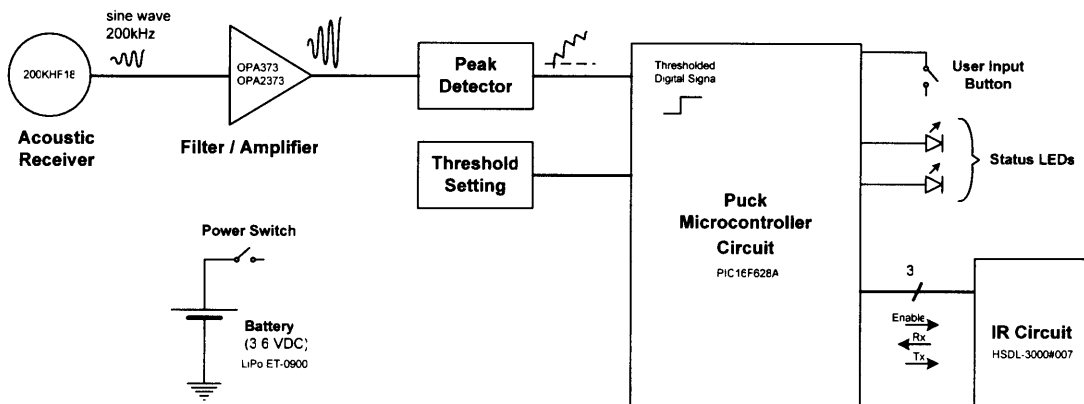 sine wave
200kHz
200KHF18
Acoustic
Receiver
OPA373
OPA2373
Filter / Amplifier
Peak
Detector
Threshold
Setting
Thresholded
Digital Signa
Puck
Microcontroller
Circuit
PIC16F628A
User Input
Button
Status LEDs
Power Switch
Battery
(3 6 VDC)
LiPo ET-0900
3
Enable
Rx
Tx
IR Circuit
HSDL-3000#007